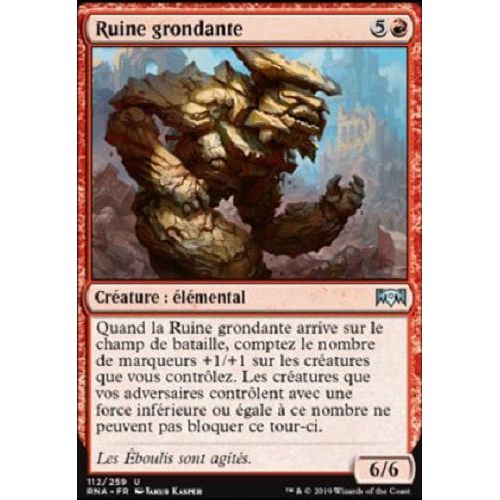 Ruine grondante 5
Créature : élémental
Quand la Ruine grondante arrive sur le
champ de bataille, comptez le nombre
de marqueurs +1/+1 sur les créatures
que vous contrôlez. Les créatures que
vos adversaires contrôlent avec une
force inférieure ou égale à ce nombre ne
peuvent pas bloquer ce tour-ci.
Les Éboulis sont agités.
6/6
112/259 U
RNA • FR Jakub Kasper
™ & © 2019 Wizards of the Coast